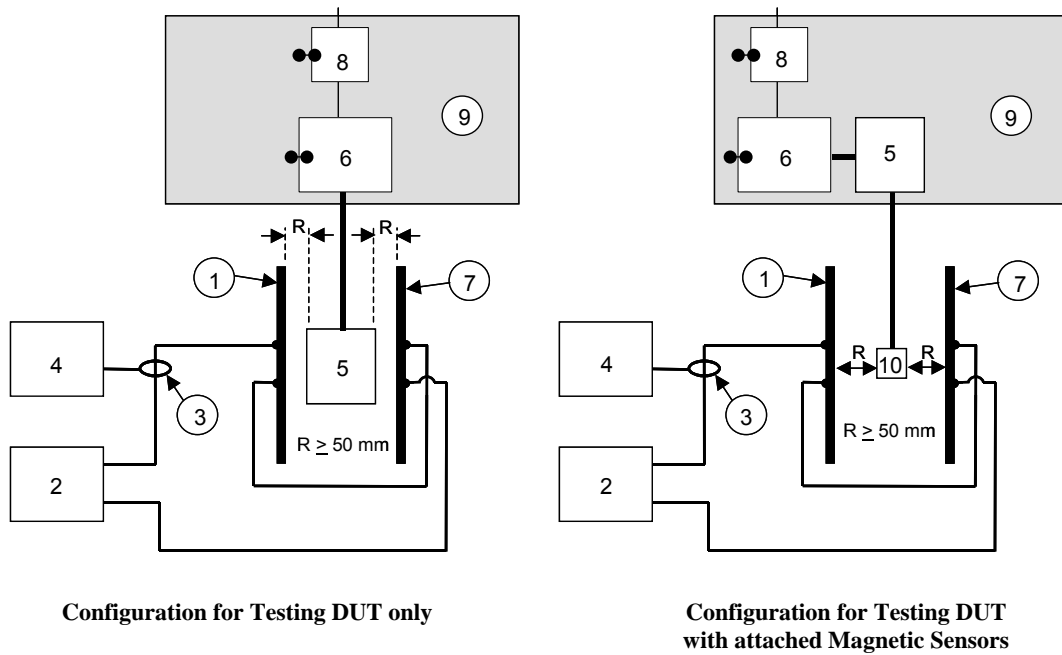 8
9
6
R
R
1
7
4
5
3
R ≥ 50 mm
2
Configuration for Testing DUT only
8
9
6
5
1
7
4
R
10
R
3
R ≥ 50 mm
2
Configuration for Testing DUT
with attached Magnetic Sensors